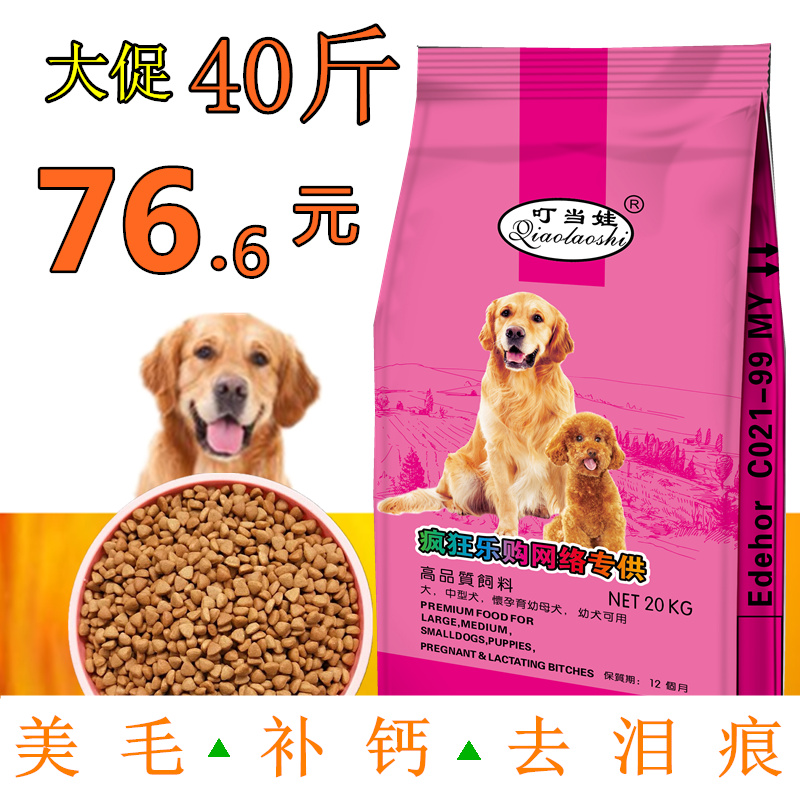 大促 40斤
76.6元
叮当娃®
Qiaolaoshi
疯狂乐购网络专供
高品質飼料
大，中型犬，懷孕育幼母犬，幼犬可用
NET 20 KG
PREMIUM FOOD FOR
LARGE,MEDIUM,
SMALLDOGS,PUPPIES,
PREGNANT & LACTATING BITCHES
保質期：12個月
Edehor C021-99 MY
美毛▲补钙▲去泪痕